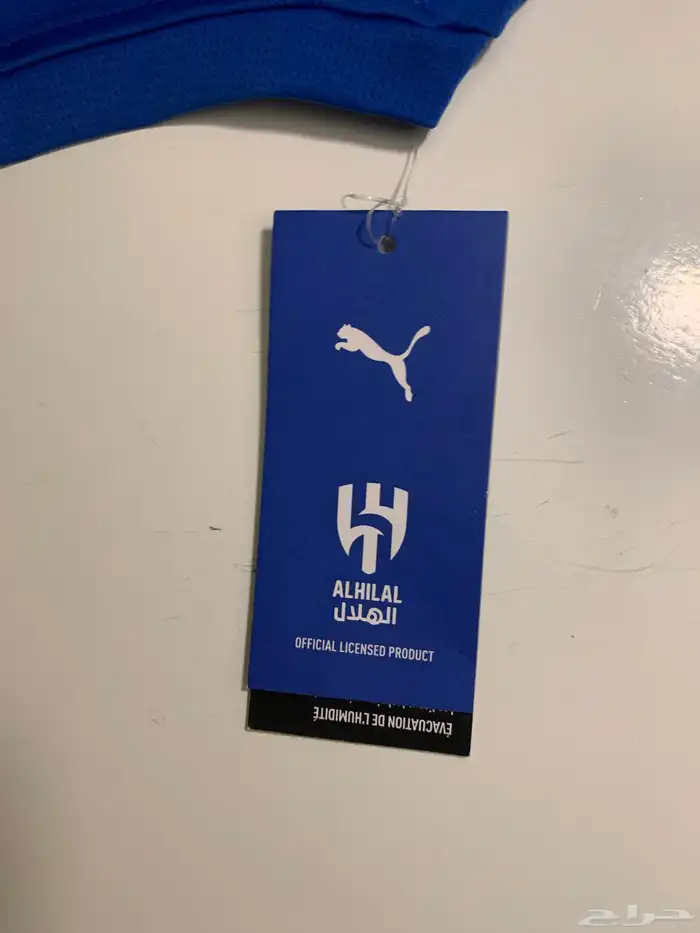 ALHILAL
الهلال
OFFICIAL LICENSED PRODUCT
ÉVACUATION DE L'HUMIDITÉ
حراج